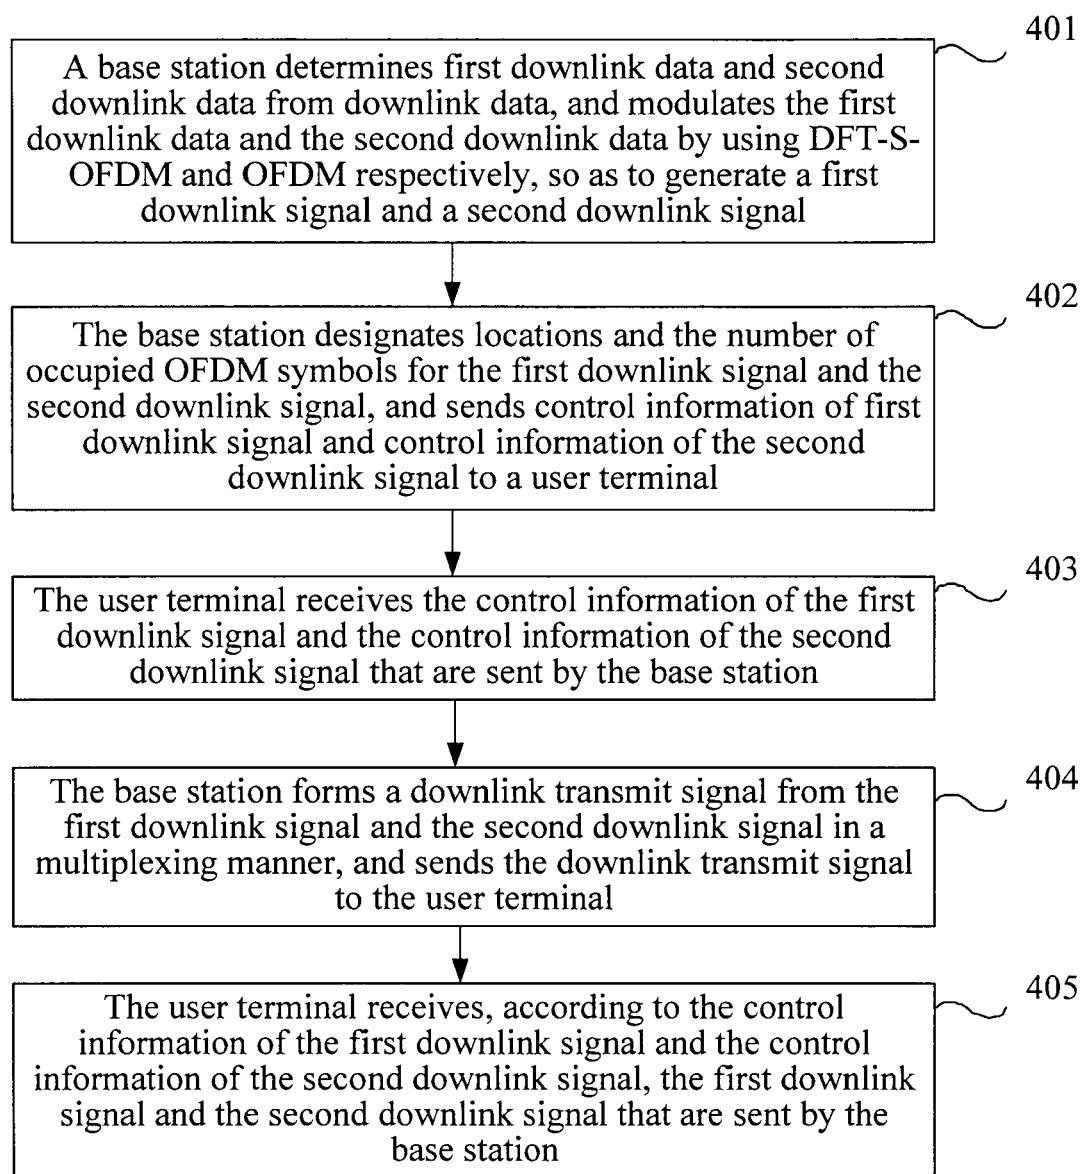 401
A base station determines first downlink data and second
downlink data from downlink data, and modulates the first
downlink data and the second downlink data by using DFT-S-
OFDM and OFDM respectively, so as to generate a first
downlink signal and a second downlink signal
402
The base station designates locations and the number of
occupied OFDM symbols for the first downlink signal and the
second downlink signal, and sends control information of first
downlink signal and control information of the second
downlink signal to a user terminal
403
The user terminal receives the control information of the first
downlink signal and the control information of the second
downlink signal that are sent by the base station
404
The base station forms a downlink transmit signal from the
first downlink signal and the second downlink signal in a
multiplexing manner, and sends the downlink transmit signal
to the user terminal
405
The user terminal receives, according to the control
information of the first downlink signal and the control
information of the second downlink signal, the first downlink
signal and the second downlink signal that are sent by the
base station